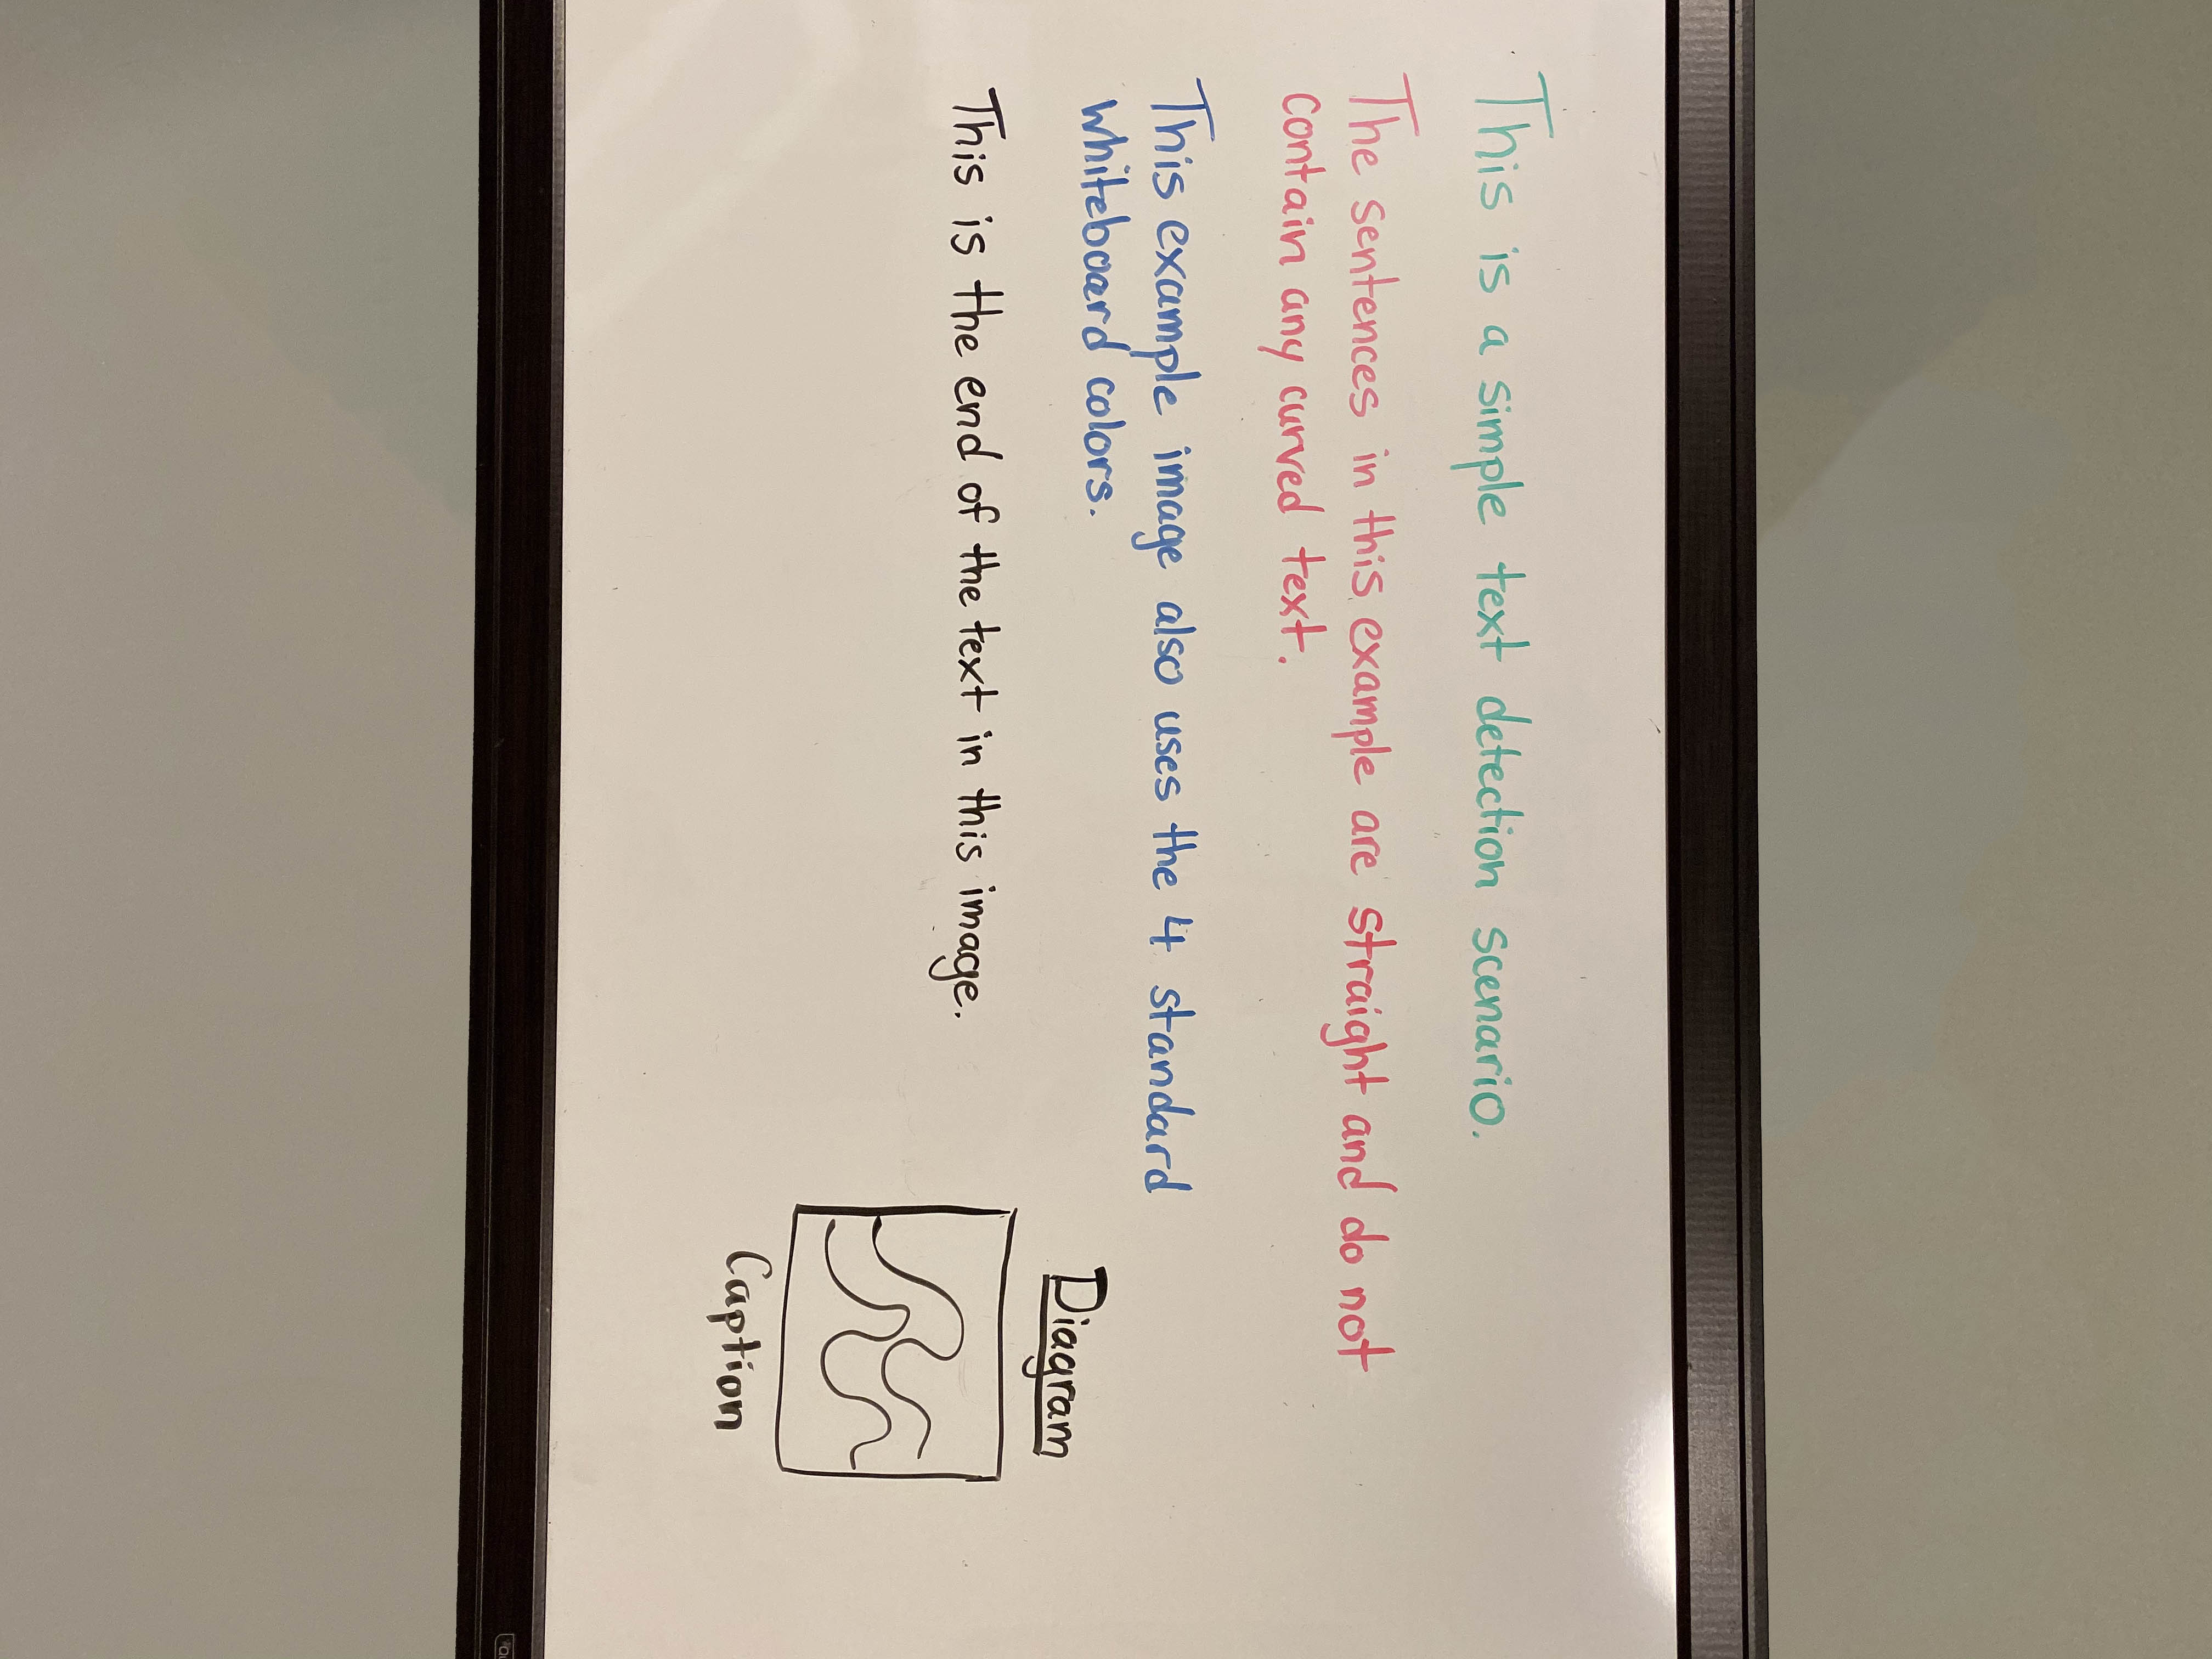 This is a simple text detection scenario.
The sentences in this example are straight and do not
contain any curved text.
This example image also uses the 4 standard
whiteboard colors.
This is the end of the text in this image.
Diagram
Caption